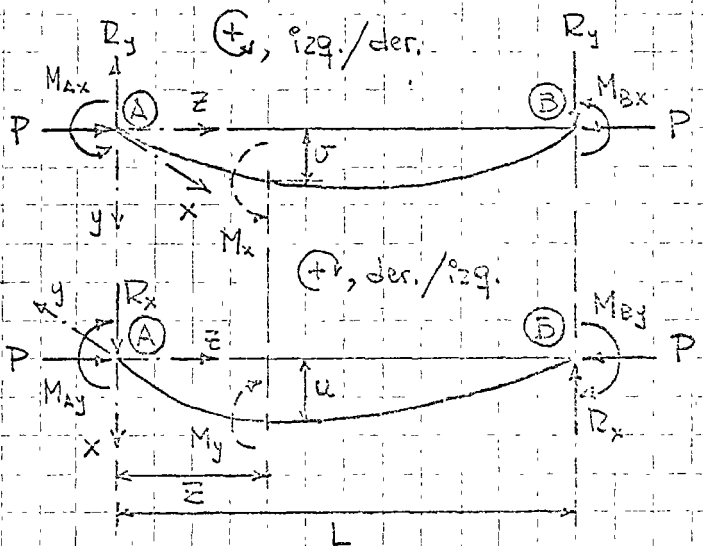 Ry (+), izq./der. Ry
MAx A z B MBx
P P
v
x
y Mx
(+), der./izq.
y Rx
A z B MBy
P P
MAy u
My Rx
x
z
L